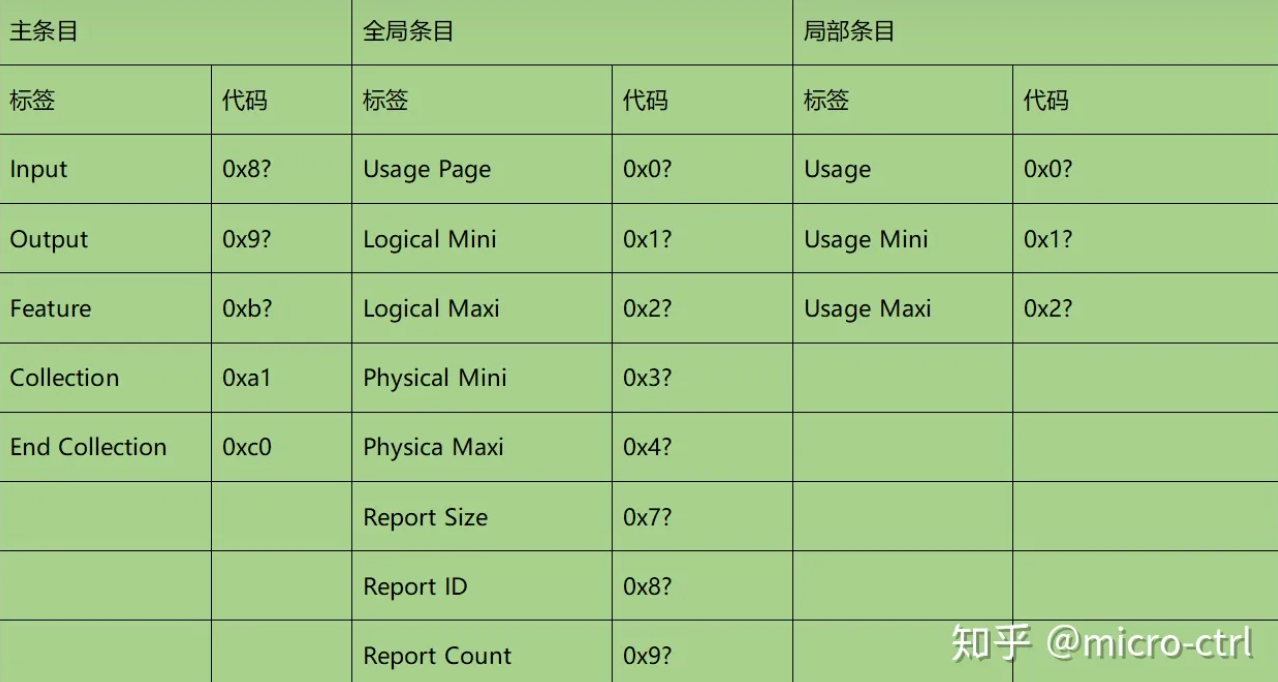 主条目 全局条目 局部条目
标签 代码 标签 代码 标签 代码
Input 0x8? Usage Page 0x0? Usage 0x0?
Output 0x9? Logical Mini 0x1? Usage Mini 0x1?
Feature 0xb? Logical Maxi 0x2? Usage Maxi 0x2?
Collection 0xa1 Physical Mini 0x3?
End Collection 0xc0 Physica Maxi 0x4?
Report Size 0x7?
Report ID 0x8?
Report Count 0x9?
知乎 @micro-ctrl